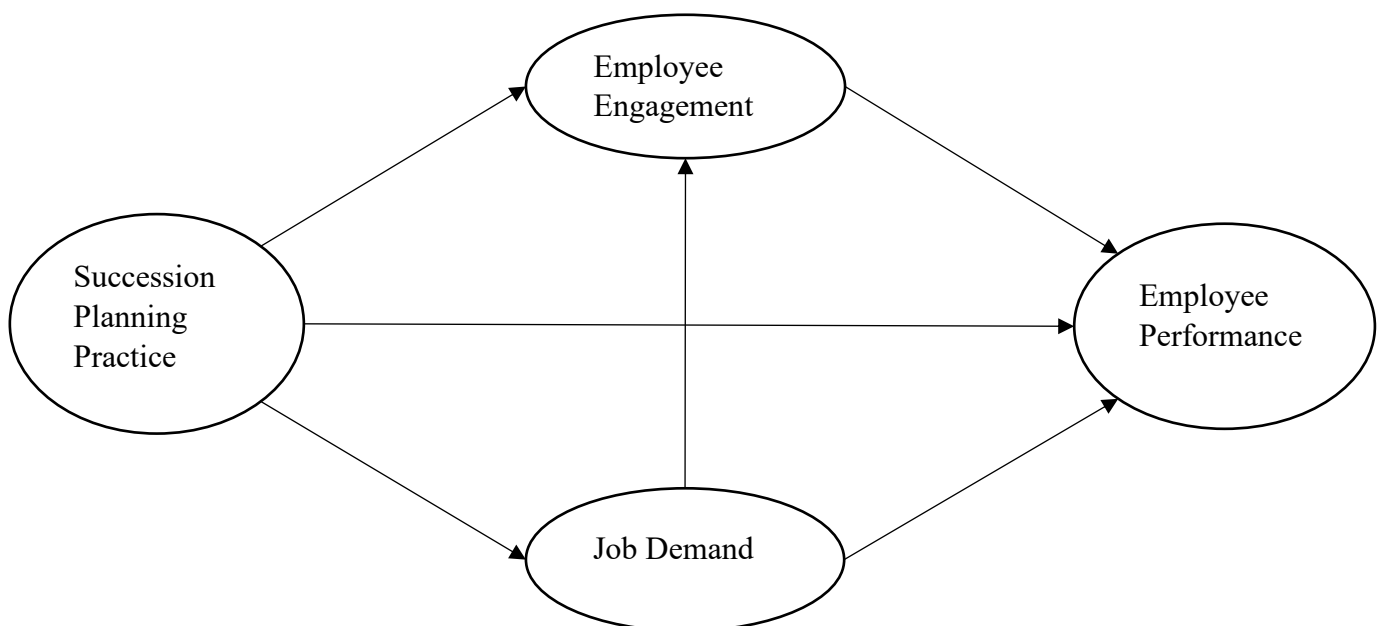 Employee
Engagement
Succession
Planning
Practice
Employee
Performance
Job Demand